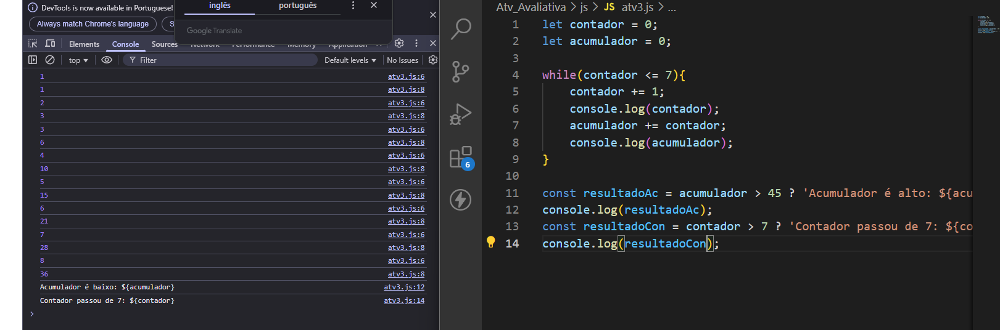 DevTools is now available in Portuguese!
Always match Chrome's language
inglês português
Google Translate
Elements Console Sources Network Performance Memory Application
top Filter Default levels No Issues
1 atv3.js:6
1 atv3.js:8
2 atv3.js:6
3 atv3.js:8
3 atv3.js:6
6 atv3.js:8
4 atv3.js:6
10 atv3.js:8
5 atv3.js:6
15 atv3.js:8
6 atv3.js:6
21 atv3.js:8
7 atv3.js:6
28 atv3.js:8
8 atv3.js:6
36 atv3.js:8
Acumulador é baixo: ${acumulador} atv3.js:12
Contador passou de 7: ${contador} atv3.js:14
>
6
Atv_Avaliativa > js > JS atv3.js > ...
1 let contador = 0;
2 let acumulador = 0;
3
4 while(contador <= 7){
5 contador += 1;
6 console.log(contador);
7 acumulador += contador;
8 console.log(acumulador);
9 }
10
11 const resultadoAc = acumulador > 45 ? 'Acumulador é alto: ${acu
12 console.log(resultadoAc);
13 const resultadoCon = contador > 7 ? 'Contador passou de 7: ${co
14 console.log(resultadoCon);